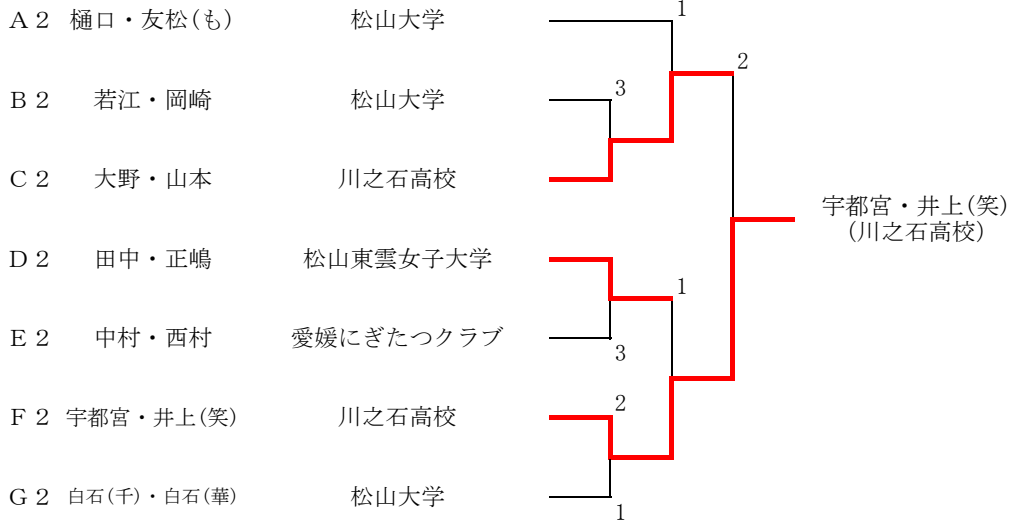 A2 樋口・友松(も) 松山大学 1
2
B2 若江・岡崎 松山大学 3
C2 大野・山本 川之石高校
宇都宮・井上(笑)
(川之石高校)
D2 田中・正嶋 松山東雲女子大学
1
E2 中村・西村 愛媛にぎたつクラブ 3
F2 宇都宮・井上(笑) 川之石高校 2
G2 白石(千)・白石(華) 松山大学 1